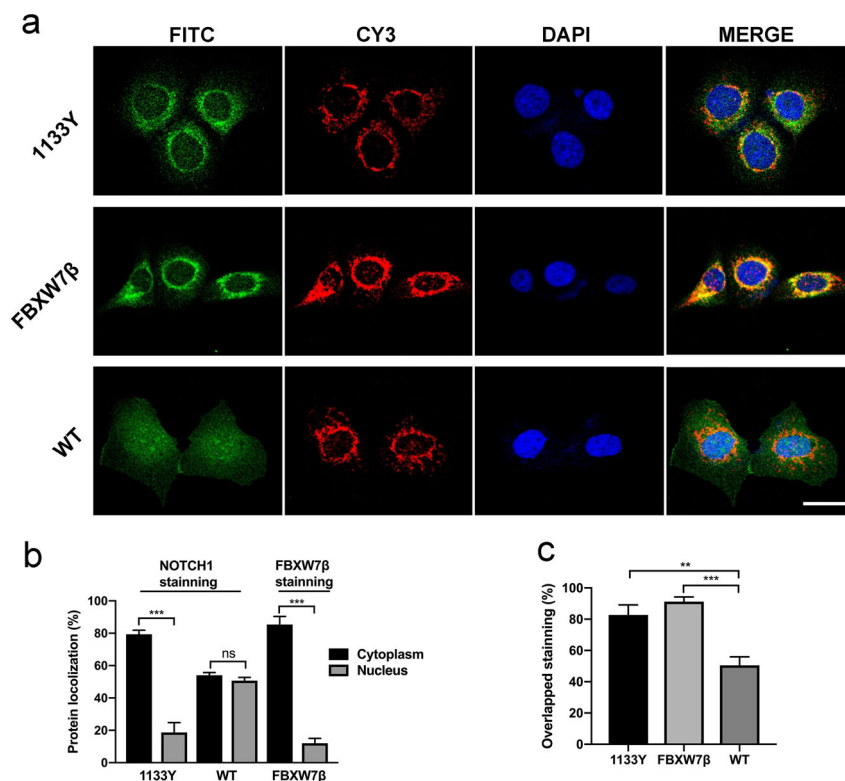 a
FITC CY3 DAPI MERGE
1133Y
FBXW7β
WT
b
NOTCH1 stainning
FBXW7β stainning
***
ns
***
Protein locolization (%)
100
80
60
40
20
0
1133Y WT FBXW7β
Cytoplasm
Nucleus
c
**
***
Overlapped stainning (%)
100
80
60
40
20
0
1133Y FBXW7β WT